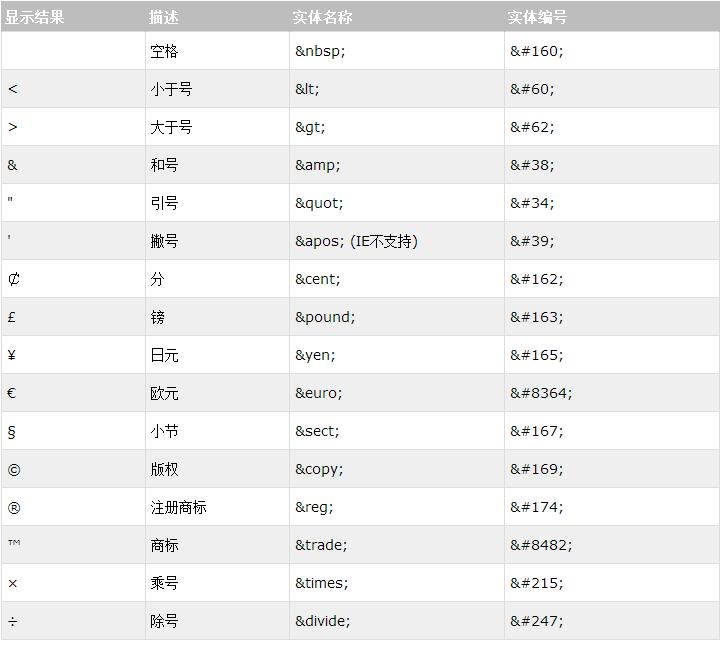 显示结果 描述 实体名称 实体编号
空格 &nbsp; &#160;
< 小于号 &lt; &#60;
> 大于号 &gt; &#62;
& 和号 &amp; &#38;
" 引号 &quot; &#34;
' 撇号 &apos; (IE不支持) &#39;
₡ 分 &cent; &#162;
£ 镑 &pound; &#163;
¥ 日元 &yen; &#165;
€ 欧元 &euro; &#8364;
§ 小节 &sect; &#167;
© 版权 &copy; &#169;
® 注册商标 &reg; &#174;
™ 商标 &trade; &#8482;
× 乘号 &times; &#215;
÷ 除号 &divide; &#247;